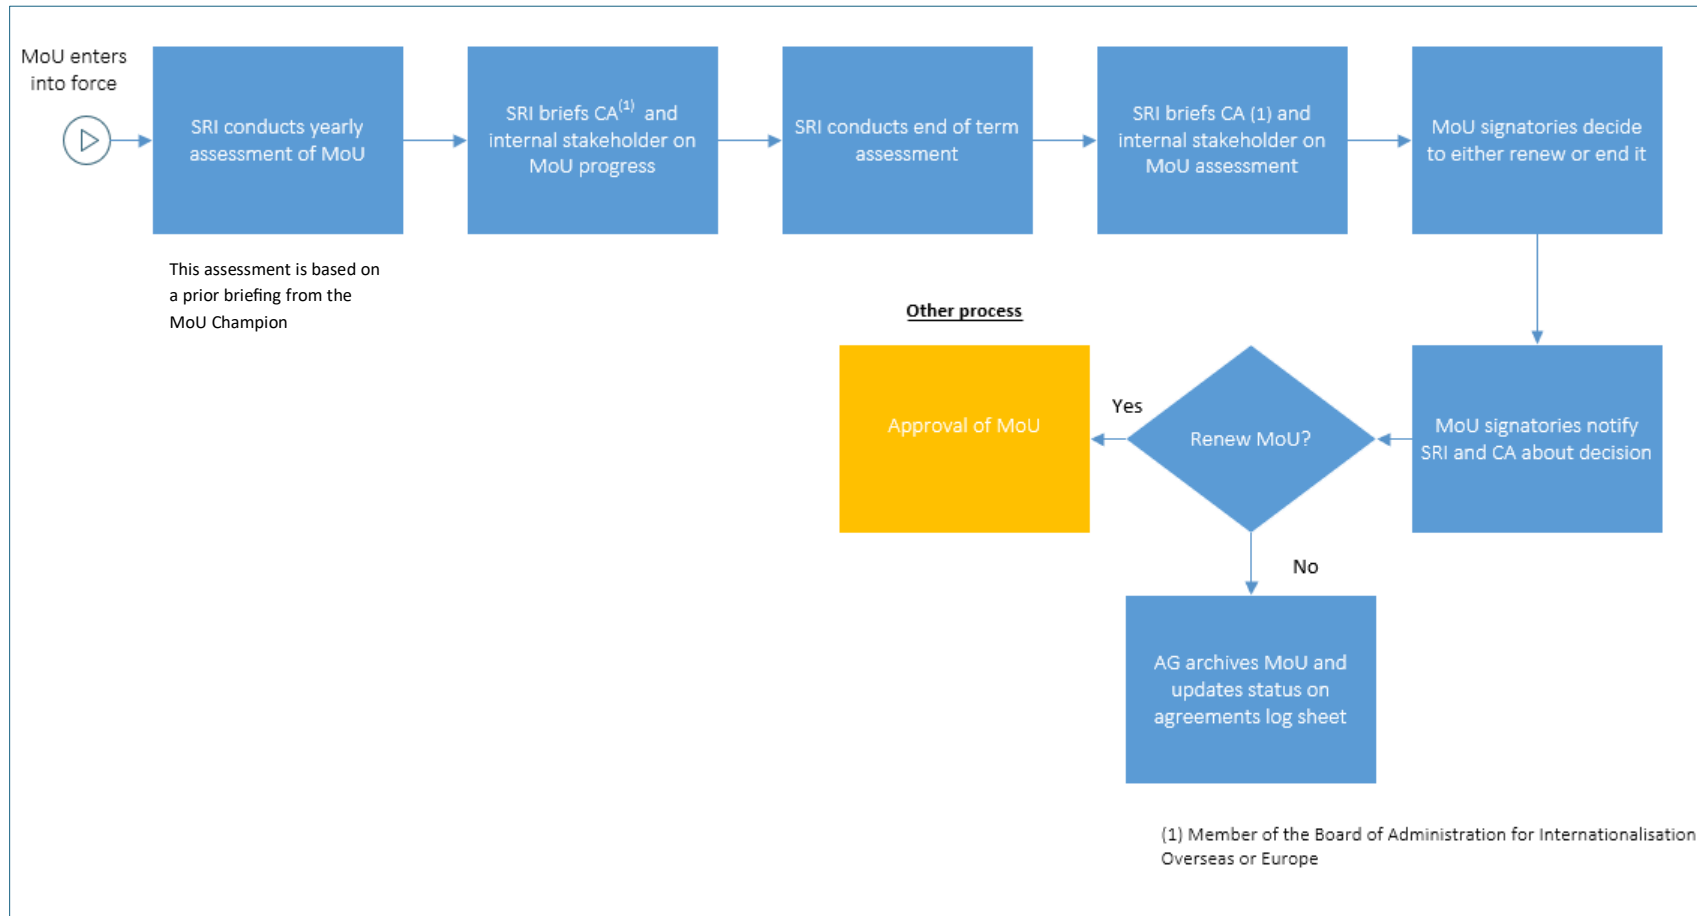 MoU enters
into force
SRI conducts yearly
assessment of MoU
This assessment is based on
a prior briefing from the
MoU Champion
SRI briefs CA(1) and
internal stakeholder on
MoU progress
SRI conducts end of term
assessment
SRI briefs CA (1) and
internal stakeholder on
MoU assessment
MoU signatories decide
to either renew or end it
MoU signatories notify
SRI and CA about decision
Renew MoU?
Yes
Other process
Approval of MoU
No
AG archives MoU and
updates status on
agreements log sheet
(1) Member of the Board of Administration for Internationalisation
Overseas or Europe